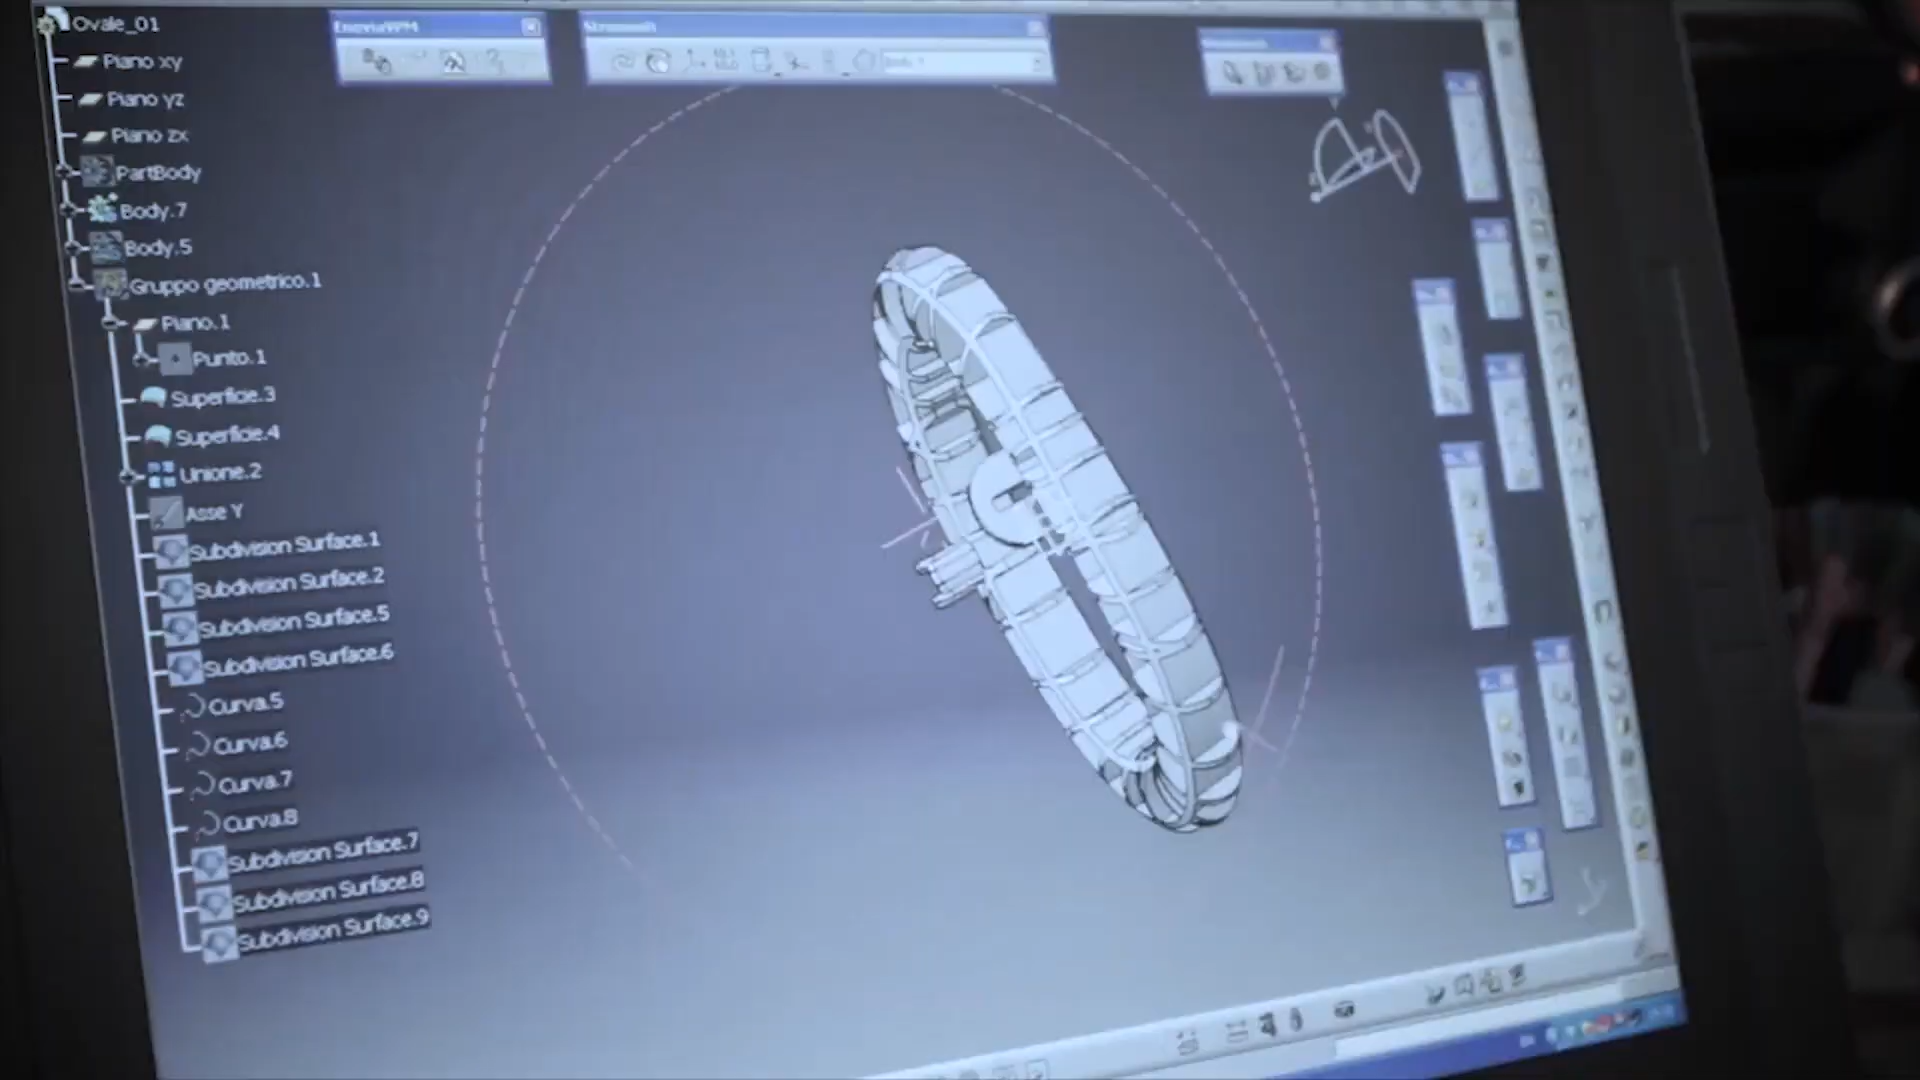 Ovale_01
Piano xy
Piano yz
Piano zx
PartBody
Body.7
Body.5
Gruppo geometrico.1
Piano.1
Punto.1
Superficie.3
Superficie.4
Unione.2
Asse Y
Subdivision Surface.1
Subdivision Surface.2
Subdivision Surface.5
Subdivision Surface.6
Curva.5
Curva.6
Curva.7
Curva.8
Subdivision Surface.7
Subdivision Surface.8
Subdivision Surface.9
EnoviaVPM
Strumenti